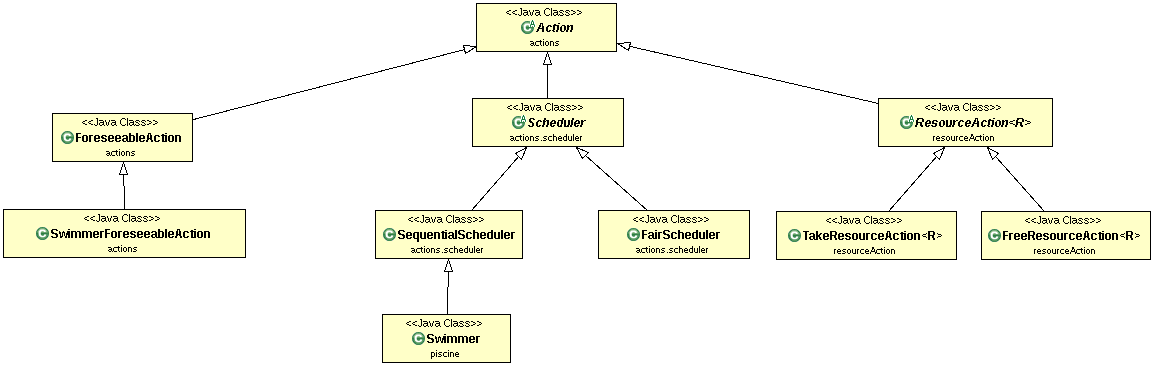 <<Java Class>>
Action
actions
<<Java Class>>
ForeseeableAction
actions
<<Java Class>>
Scheduler
actions.scheduler
<<Java Class>>
ResourceAction<R>
resourceAction
<<Java Class>>
SwimmerForeseeableAction
actions
<<Java Class>>
SequentialScheduler
actions.scheduler
<<Java Class>>
FairScheduler
actions.scheduler
<<Java Class>>
TakeResourceAction<R>
resourceAction
<<Java Class>>
FreeResourceAction<R>
resourceAction
<<Java Class>>
Swimmer
piscine